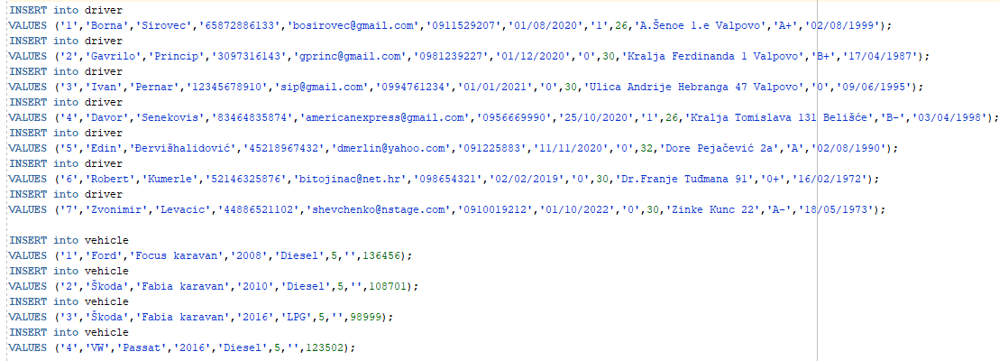 INSERT into driver
VALUES ('1','Borna','Sirovec','65872886133','bosirovec@gmail.com','0911529207','01/08/2020','1',26,'A.Šenoe 1.e Valpovo','A+','02/08/1999');
INSERT into driver
VALUES ('2','Gavrilo','Princip','3097316143','gprinc@gmail.com','0981239227','01/12/2020','0',30,'Kralja Ferdinanda 1 Valpovo','B+','17/04/1987');
INSERT into driver
VALUES ('3','Ivan','Pernar','12345678910','sip@gmail.com','0994761234','01/01/2021','0',30,'Ulica Andrije Hebranga 47 Valpovo','0','09/06/1995');
INSERT into driver
VALUES ('4','Davor','Senekovis','83464835874','americanexpress@gmail.com','0956669990','25/10/2020','1',26,'Kralja Tomislava 131 Belišće','B-','03/04/1998');
INSERT into driver
VALUES ('5','Edin','Đervišhalidović','45218967432','dmerlin@yahoo.com','091225883','11/11/2020','0',32,'Dore Pejačević 2a','A','02/08/1990');
INSERT into driver
VALUES ('6','Robert','Kumerle','52146325876','bitojinac@net.hr','098654321','02/02/2019','0',30,'Dr.Franje Tuđmana 91','0+','16/02/1972');
INSERT into driver
VALUES ('7','Zvonimir','Levacic','44886521102','shevchenko@nstage.com','0910019212','01/10/2022','0',30,'Zinke Kunc 22','A-','18/05/1973');
INSERT into vehicle
VALUES ('1','Ford','Focus karavan','2008','Diesel',5,'',136456);
INSERT into vehicle
VALUES ('2','Škoda','Fabia karavan','2010','Diesel',5,'',108701);
INSERT into vehicle
VALUES ('3','Škoda','Fabia karavan','2016','LPG',5,'',98999);
INSERT into vehicle
VALUES ('4','VW','Passat','2016','Diesel',5,'',123502);